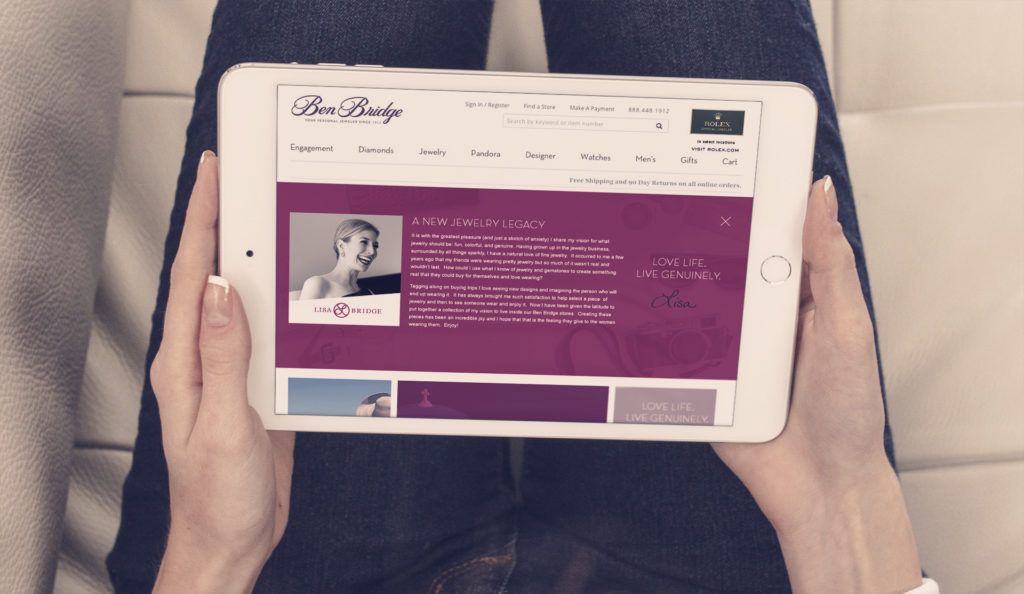 Ben Bridge
YOUR PERSONAL JEWELER SINCE 1912
Sign In / Register Find a Store Make A Payment 888.448.1912
Search by keyword or item number
ROLEX
OFFICIAL JEWELER
In select locations
VISIT ROLEX.COM
Engagement Diamonds Jewelry Pandora Designer Watches Men's Gifts Cart
Free Shipping and 90 Day Returns on all online orders.
A NEW JEWELRY LEGACY
It is with the greatest pleasure (and just a sketch of anxiety) I share my vision for what
jewelry should be: fun, colorful, and genuine. Having grown up in the jewelry business,
surrounded by all things sparkly, I have a natural love of fine jewelry. It occurred to me a few
years ago that my friends were wearing pretty jewelry but so much of it wasn't real and
wouldn't last. How could I use what I know of jewelry and gemstones to create something
real that they could buy for themselves and love wearing?
Tagging along on buying trips I love seeing new designs and imagining the person who will
end up wearing it. It has always brought me such satisfaction to help select a piece of
jewelry and then to see someone wear and enjoy it. Now I have been given the latitude to
put together a collection of my vision to live inside our Ben Bridge stores. Creating these
pieces has been an incredible joy and I hope that that is the feeling they give to the women
wearing them. Enjoy!
LISA BRIDGE
LOVE LIFE.
LIVE GENUINELY.
Lisa
LOVE LIFE.
LIVE GENUINELY.